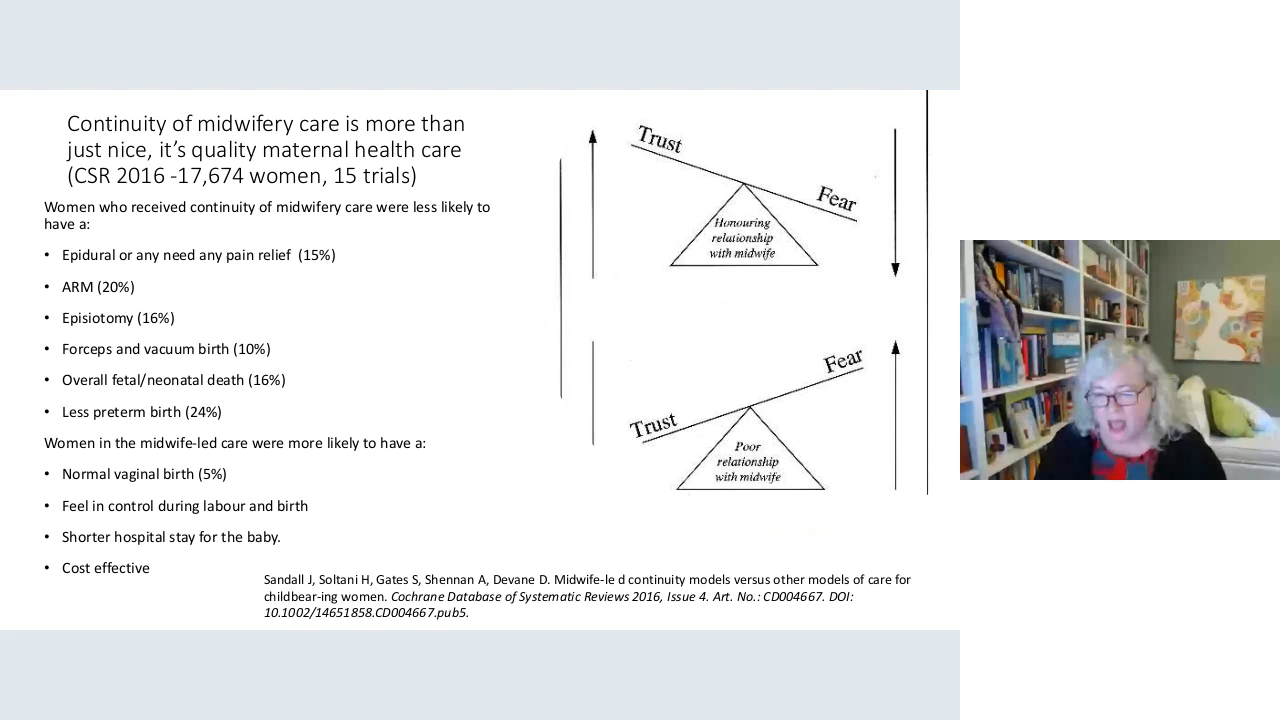 Continuity of midwifery care is more than
just nice, it’s quality maternal health care
(CSR 2016 -17,674 women, 15 trials)
Women who received continuity of midwifery care were less likely to
have a:
• Epidural or any need any pain relief (15%)
• ARM (20%)
• Episiotomy (16%)
• Forceps and vacuum birth (10%)
• Overall fetal/neonatal death (16%)
• Less preterm birth (24%)
Women in the midwife-led care were more likely to have a:
• Normal vaginal birth (5%)
• Feel in control during labour and birth
• Shorter hospital stay for the baby.
• Cost effective
Trust
Fear
Honouring
relationship
with midwife
Fear
Trust
Poor
relationship
with midwife
Sandall J, Soltani H, Gates S, Shennan A, Devane D. Midwife-le d continuity models versus other models of care for
childbear-ing women. Cochrane Database of Systematic Reviews 2016, Issue 4. Art. No.: CD004667. DOI:
10.1002/14651858.CD004667.pub5.